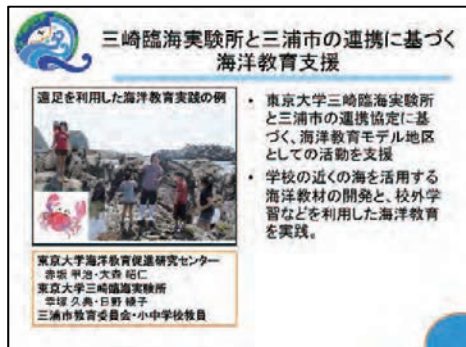 三崎臨海実験所と三浦市の連携に基づく
海洋教育支援
遠足を利用した海洋教育実践の例
東京大学海洋教育促進研究センター
赤坂 甲治・大森 昭仁
東京大学三崎臨海実験所
幸塚 久典・日野 綾子
三浦市教育委員会・小中学校教員
• 東京大学三崎臨海実験所
と三浦市の連携協定に基
づく、海洋教育モデル地区
としての活動を支援
• 学校の近くの海を活用する
海洋教材の開発と、校外学
習などを利用した海洋教育
を実践。